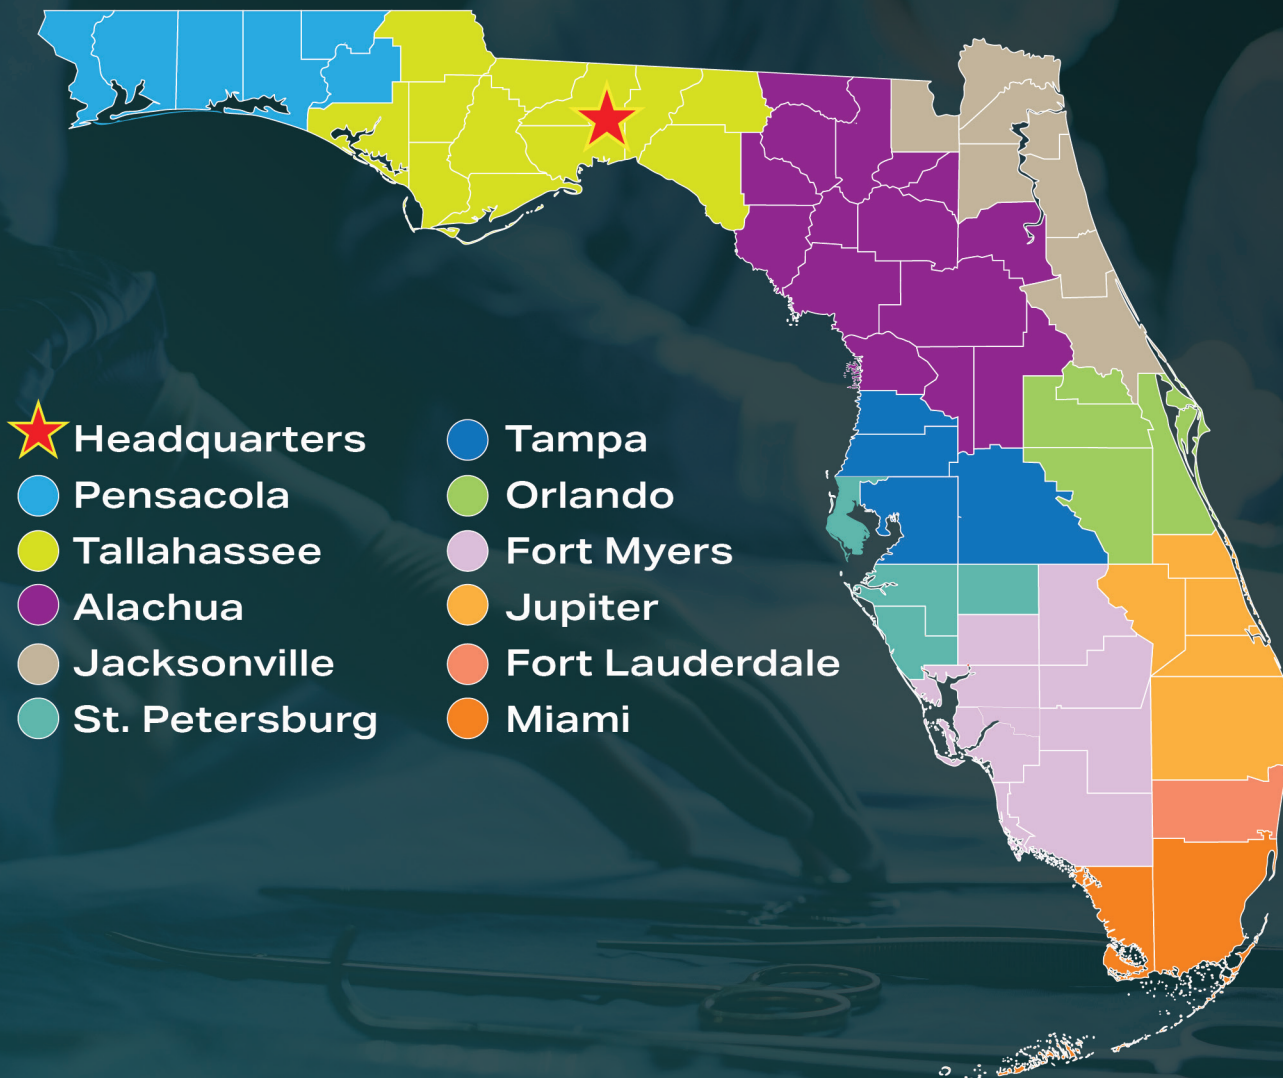 Headquarters
Pensacola
Tallahassee
Alachua
Jacksonville
St. Petersburg
Tampa
Orlando
Fort Myers
Jupiter
Fort Lauderdale
Miami